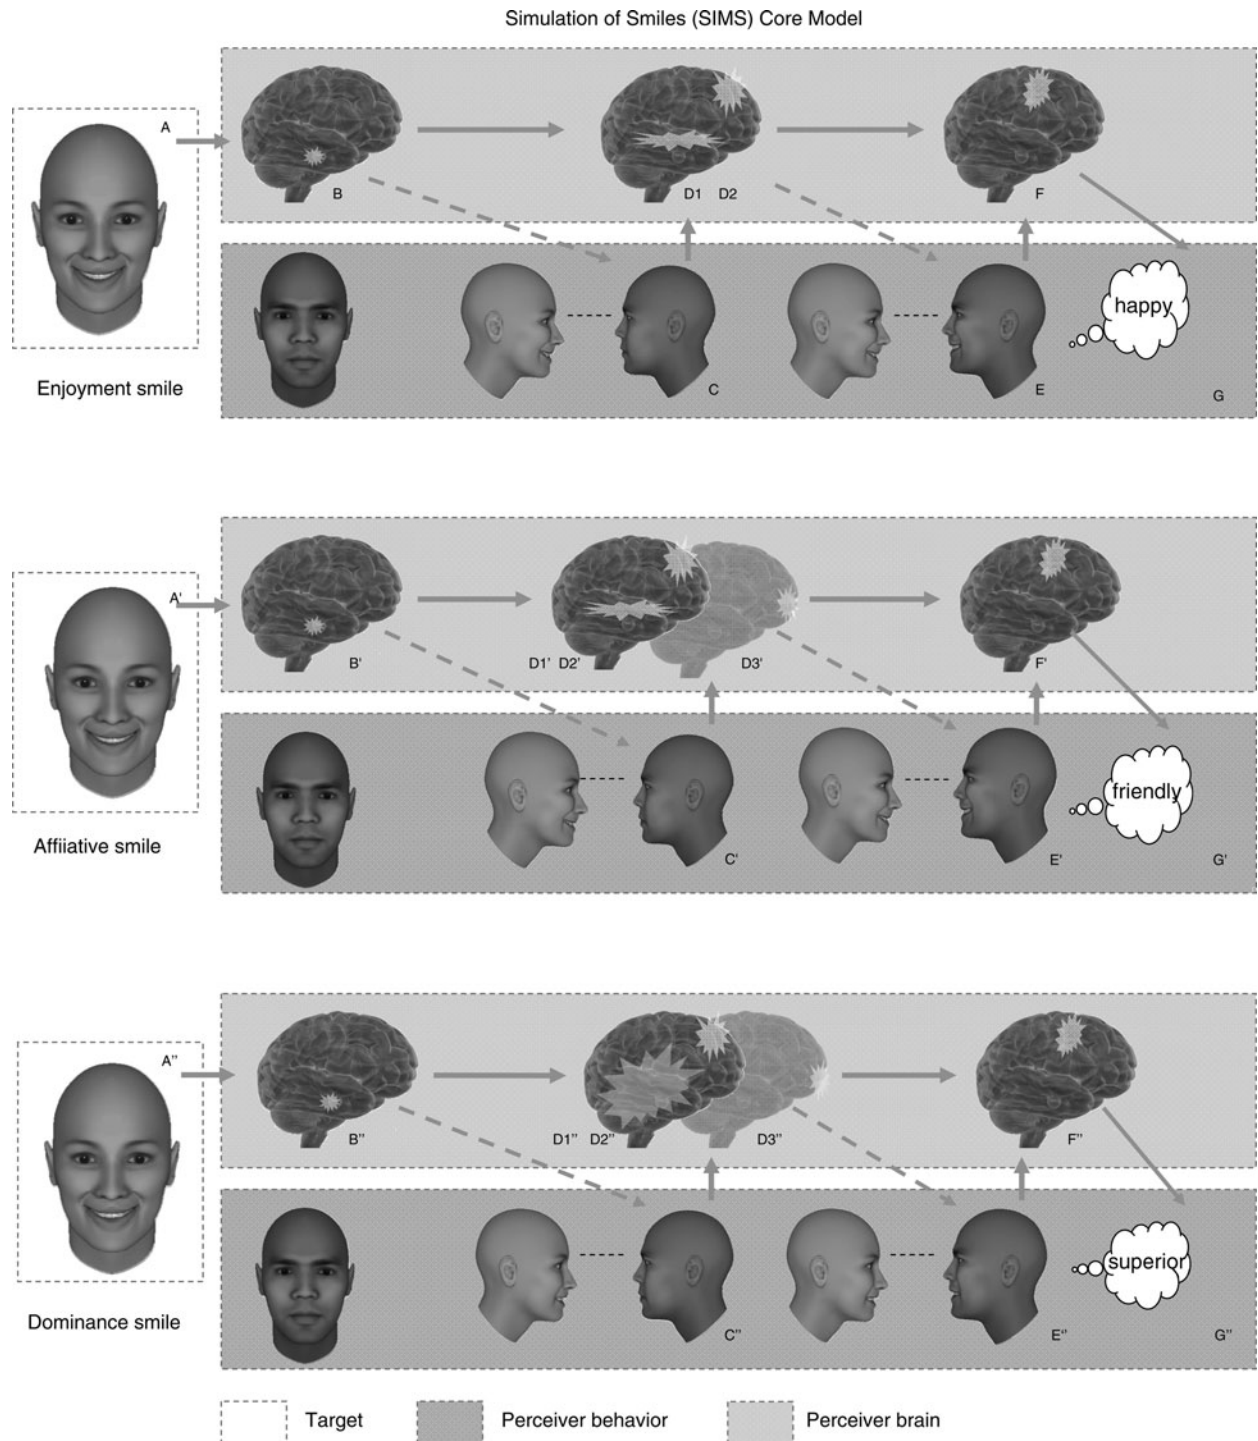 Simulation of Smiles (SIMS) Core Model
A
B
D1 D2
F
happy
C
E
G
Enjoyment smile
A'
B'
D1' D2'
D3'
F'
friendly
C'
E'
G'
Affiiative smile
A"
B"
D1" D2"
D3"
F"
superior
C"
E"
G"
Dominance smile
Target
Perceiver behavior
Perceiver brain